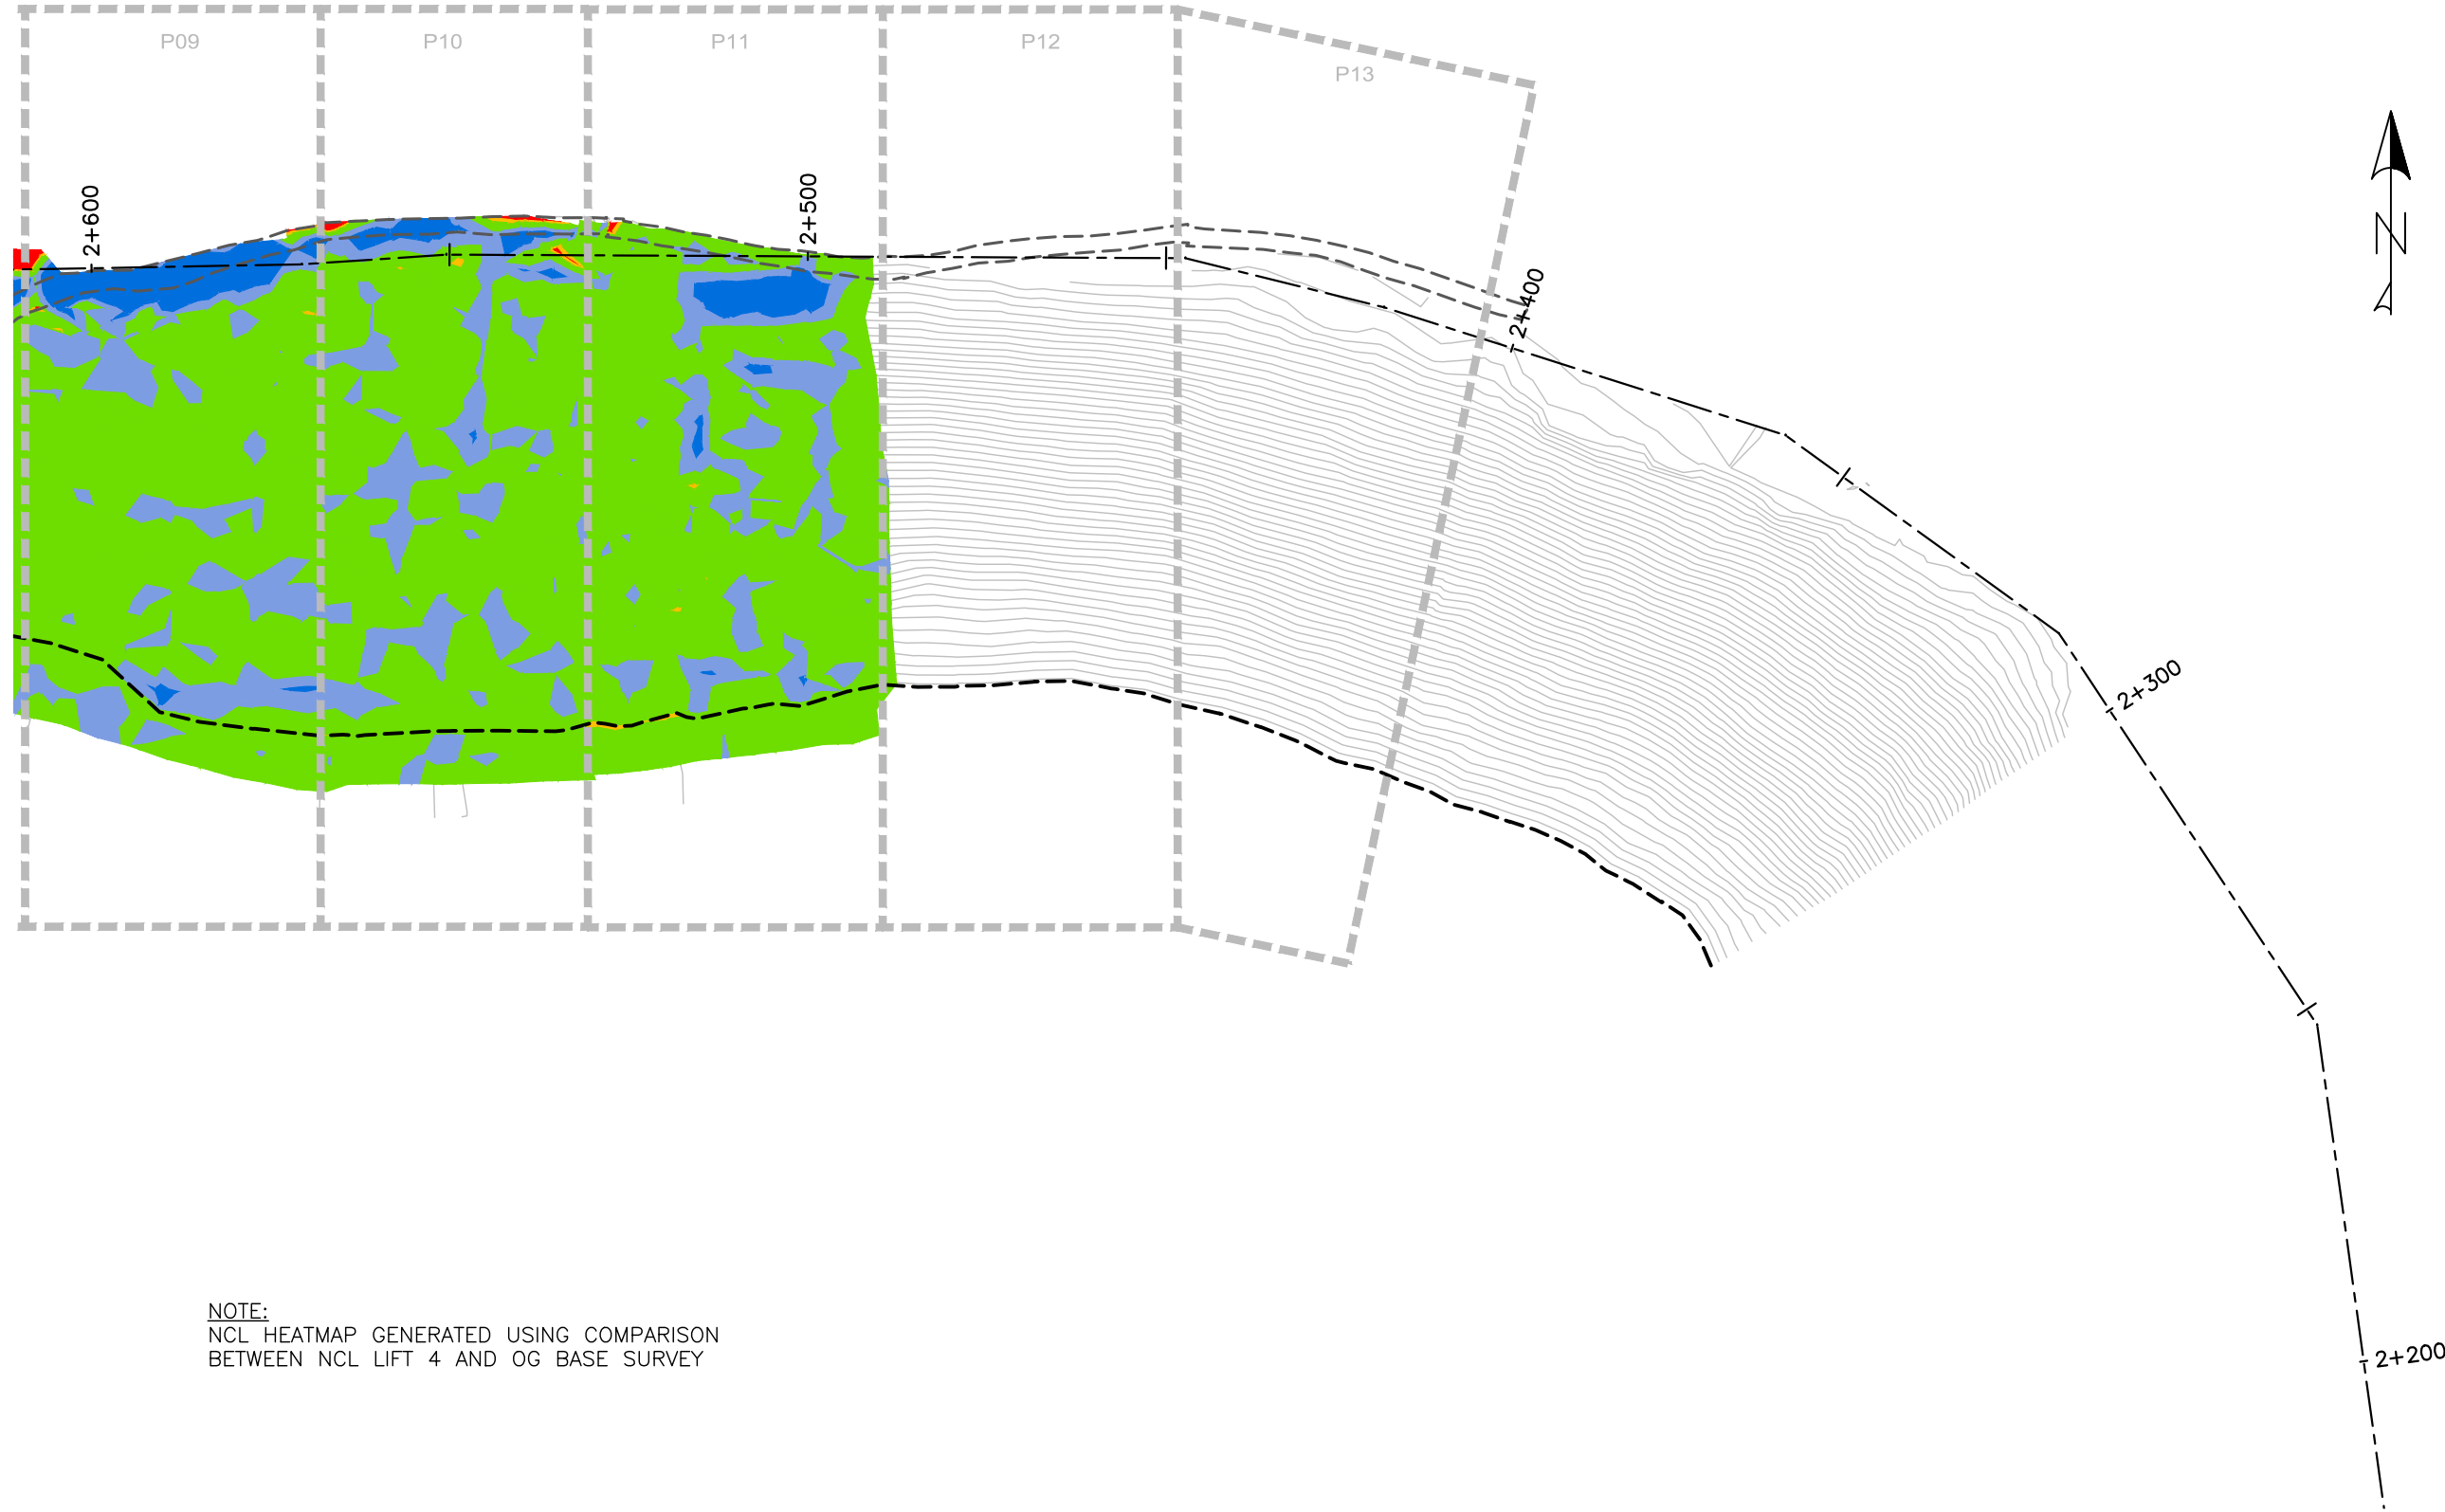 P09
P10
P11
P12
P13
2+600
2+500
2+400
2+300
2+200
N
NOTE:
NCL HEATMAP GENERATED USING COMPARISON
BETWEEN NCL LIFT 4 AND OG BASE SURVEY